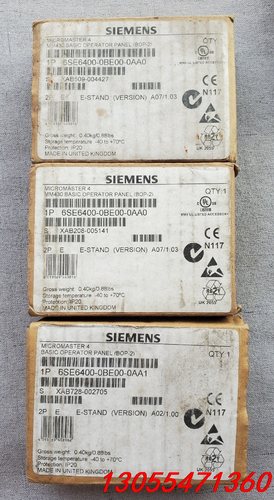 SIEMENS
MICROMASTER 4
MM430 BASIC OPERATOR PANEL (BOP-2)
QTY 1
1P 6SE6400-0BE00-0AA0
S XAB509-004427
2P E E-STAND (VERSION) A07/1.03
UL
LISTED
N117
Gross weight: 0.40kg/0.88lbs
Storage temperature -40 to +70°C
Protection: IP20
MADE IN UNITED KINGDOM
SIEMENS
MICROMASTER 4
MM430 BASIC OPERATOR PANEL (BOP-2)
QTY:1
1P 6SE6400-0BE00-0AA0
S XAB208-005141
2P E E-STAND (VERSION) A07/1.03
N117
Gross weight: 0.40kg/0.88lbs
Storage temperature -40 to +70°C
Protection: IP20
MADE IN UNITED KINGDOM
SIEMENS
MICROMASTER 4
BASIC OPERATOR PANEL (BOP-2)
QTY 1
1P 6SE6400-0BE00-0AA1
S XAB728-002705
2P E E-STAND (VERSION) A02/1.00
N117
Gross weight: 0.40kg/0.88lbs
Storage temperature -40 to +70°C
Protection: IP20
MADE IN UNITED KINGDOM
13055471360